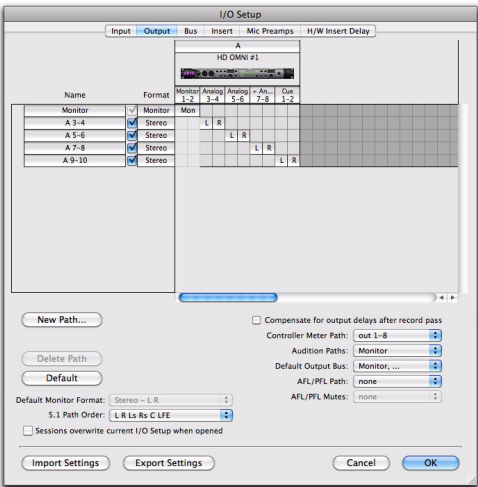 I/O Setup
Input Output Bus Insert Mic Preamps H/W Insert Delay
A
HD OMNI #1
Monitor Analog Analog + An... Cue
Name Format 1-2 3-4 5-6 7-8 1-2
Monitor Monitor Mon
A 3-4 Stereo L R
A 5-6 Stereo L R
A 7-8 Stereo L R
A 9-10 Stereo L R
New Path...
Compensate for output delays after record pass
Controller Meter Path: out 1-8
Audition Paths: Monitor
Delete Path
Default Output Bus: Monitor, ...
Default
AFL/PFL Path: none
Default Monitor Format: Stereo - L R
AFL/PFL Mutes: none
5.1 Path Order: L R Ls Rs C LFE
Sessions overwrite current I/O Setup when opened
Import Settings Export Settings Cancel OK